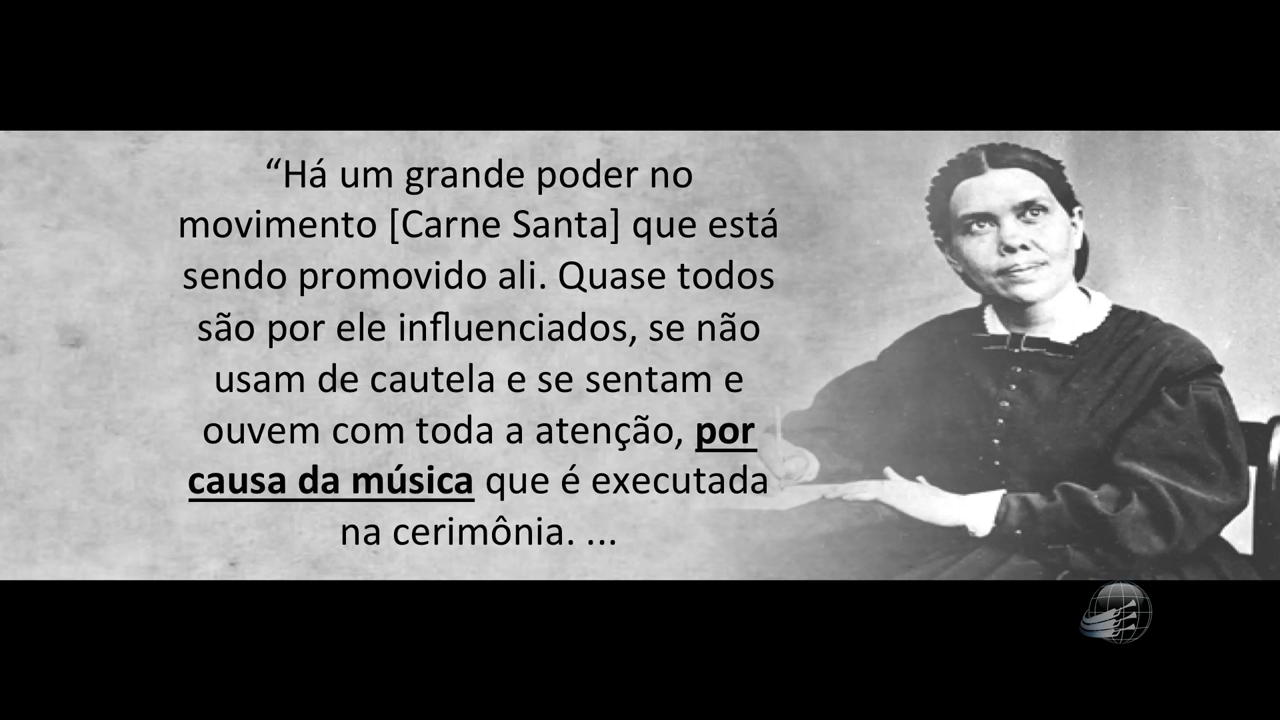 “Há um grande poder no
movimento [Carne Santa] que está
sendo promovido ali. Quase todos
são por ele influenciados, se não
usam de cautela e se sentam e
ouvem com toda a atenção, por
causa da música que é executada
na cerimônia. ...